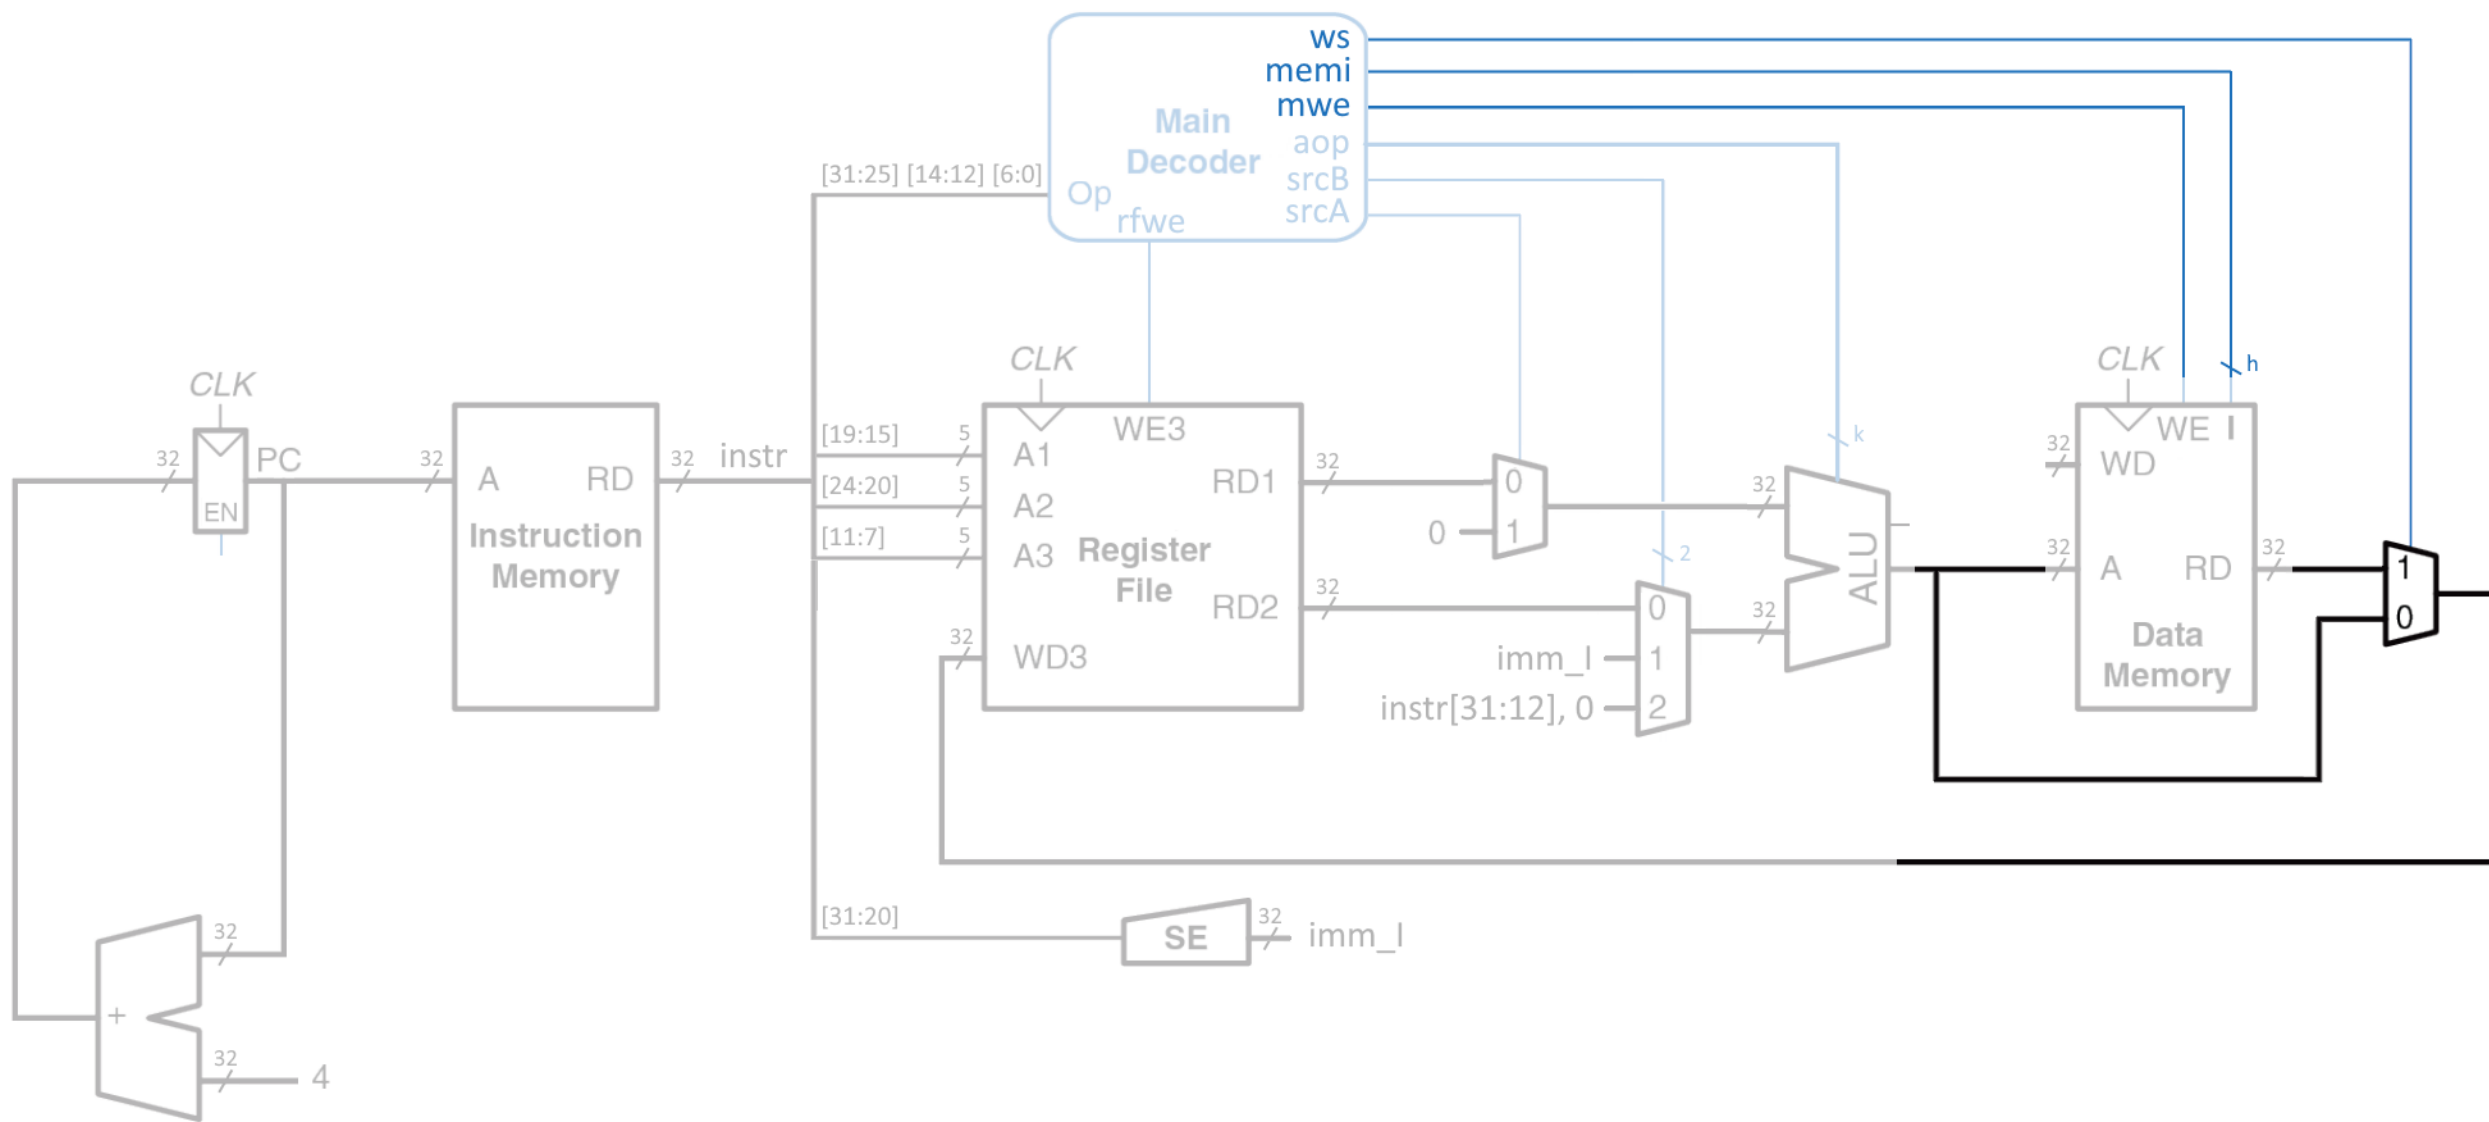 ws
memi
mwe
Main
Decoder
aop
srcB
srcA
[31:25] [14:12] [6:0]
Op
rfwe
CLK
CLK
CLK
h
k
32
PC
EN
32
A
RD
Instruction
Memory
32
instr
[19:15]
5
[24:20]
5
[11:7]
5
A1
A2
A3
WE3
RD1
Register
File
RD2
32
WD3
32
0
1
0
32
2
32
0
1
2
imm_I
instr[31:12], 0
32
32
ALU
32
WE I
WD
32
A
RD
Data
Memory
32
1
0
[31:20]
SE
32
imm_I
32
+
32
4